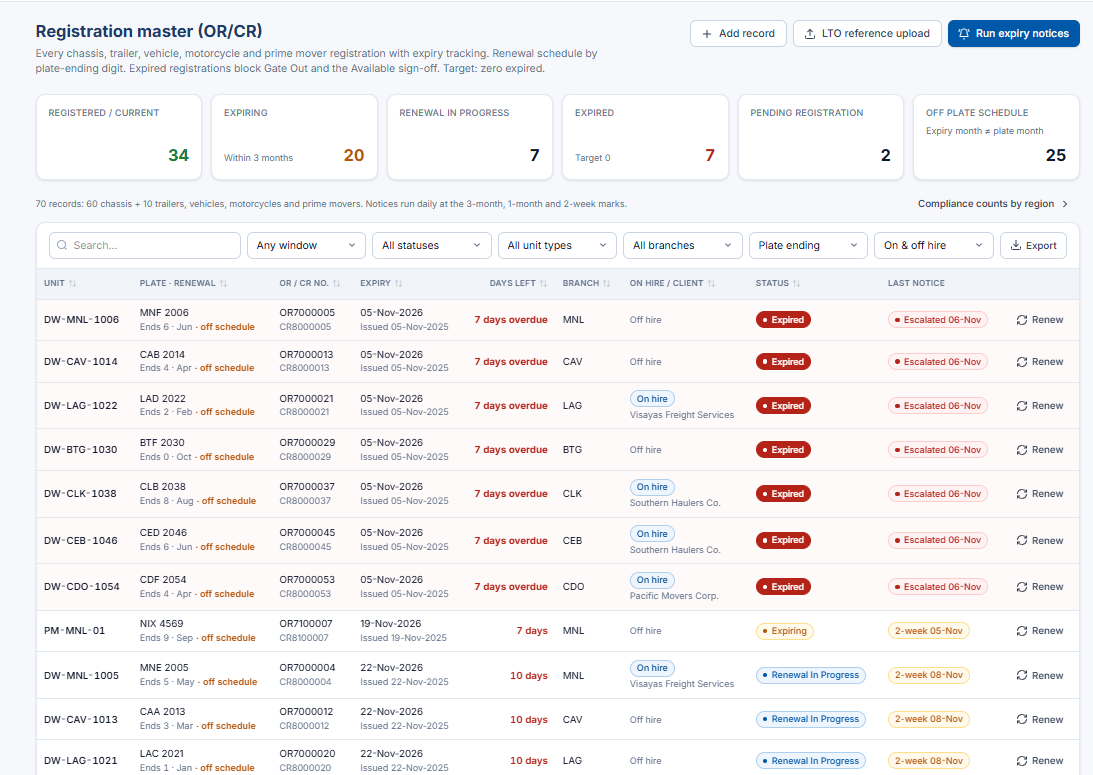 Registration master (OR/CR)
Every chassis, trailer, vehicle, motorcycle and prime mover registration with expiry tracking. Renewal schedule by
plate-ending digit. Expired registrations block Gate Out and the Available sign-off. Target: zero expired.
Add record
LTO reference upload
Run expiry notices
REGISTERED / CURRENT
34
EXPIRING
Within 3 months 20
RENEWAL IN PROGRESS
7
EXPIRED
Target 0 7
PENDING REGISTRATION
2
OFF PLATE SCHEDULE
Expiry month ≠ plate month
25
70 records: 60 chassis + 10 trailers, vehicles, motorcycles and prime movers. Notices run daily at the 3-month, 1-month and 2-week marks.
Compliance counts by region
Search... Any window All statuses All unit types All branches Plate ending On & off hire Export
UNIT PLATE · RENEWAL OR / CR NO. EXPIRY DAYS LEFT BRANCH ON HIRE / CLIENT STATUS LAST NOTICE
DW-MNL-1006 MNF 2006 OR7000005 05-Nov-2026 7 days overdue MNL Off hire Expired Escalated 06-Nov Renew
Ends 6 · Jun · off schedule CR8000005 Issued 05-Nov-2025
DW-CAV-1014 CAB 2014 OR7000013 05-Nov-2026 7 days overdue CAV Off hire Expired Escalated 06-Nov Renew
Ends 4 · Apr · off schedule CR8000013 Issued 05-Nov-2025
DW-LAG-1022 LAD 2022 OR7000021 05-Nov-2026 7 days overdue LAG On hire Expired Escalated 06-Nov Renew
Ends 2 · Feb · off schedule CR8000021 Issued 05-Nov-2025 Visayas Freight Services
DW-BTG-1030 BTF 2030 OR7000029 05-Nov-2026 7 days overdue BTG Off hire Expired Escalated 06-Nov Renew
Ends 0 · Oct · off schedule CR8000029 Issued 05-Nov-2025
DW-CLK-1038 CLB 2038 OR7000037 05-Nov-2026 7 days overdue CLK On hire Expired Escalated 06-Nov Renew
Ends 8 · Aug · off schedule CR8000037 Issued 05-Nov-2025 Southern Haulers Co.
DW-CEB-1046 CED 2046 OR7000045 05-Nov-2026 7 days overdue CEB On hire Expired Escalated 06-Nov Renew
Ends 6 · Jun · off schedule CR8000045 Issued 05-Nov-2025 Southern Haulers Co.
DW-CDO-1054 CDF 2054 OR7000053 05-Nov-2026 7 days overdue CDO On hire Expired Escalated 06-Nov Renew
Ends 4 · Apr · off schedule CR8000053 Issued 05-Nov-2025 Pacific Movers Corp.
PM-MNL-01 NIX 4569 OR7100007 19-Nov-2026 7 days MNL Off hire Expiring 2-week 05-Nov Renew
Ends 9 · Sep · off schedule CR8100007 Issued 19-Nov-2025
DW-MNL-1005 MNE 2005 OR7000004 22-Nov-2026 10 days MNL On hire Renewal In Progress 2-week 08-Nov Renew
Ends 5 · May · off schedule CR8000004 Issued 22-Nov-2025 Visayas Freight Services
DW-CAV-1013 CAA 2013 OR7000012 22-Nov-2026 10 days CAV Off hire Renewal In Progress 2-week 08-Nov Renew
Ends 3 · Mar · off schedule CR8000012 Issued 22-Nov-2025
DW-LAG-1021 LAC 2021 OR7000020 22-Nov-2026 10 days LAG Off hire Renewal In Progress 2-week 08-Nov Renew
Ends 1 · Jan · off schedule CR8000020 Issued 22-Nov-2025